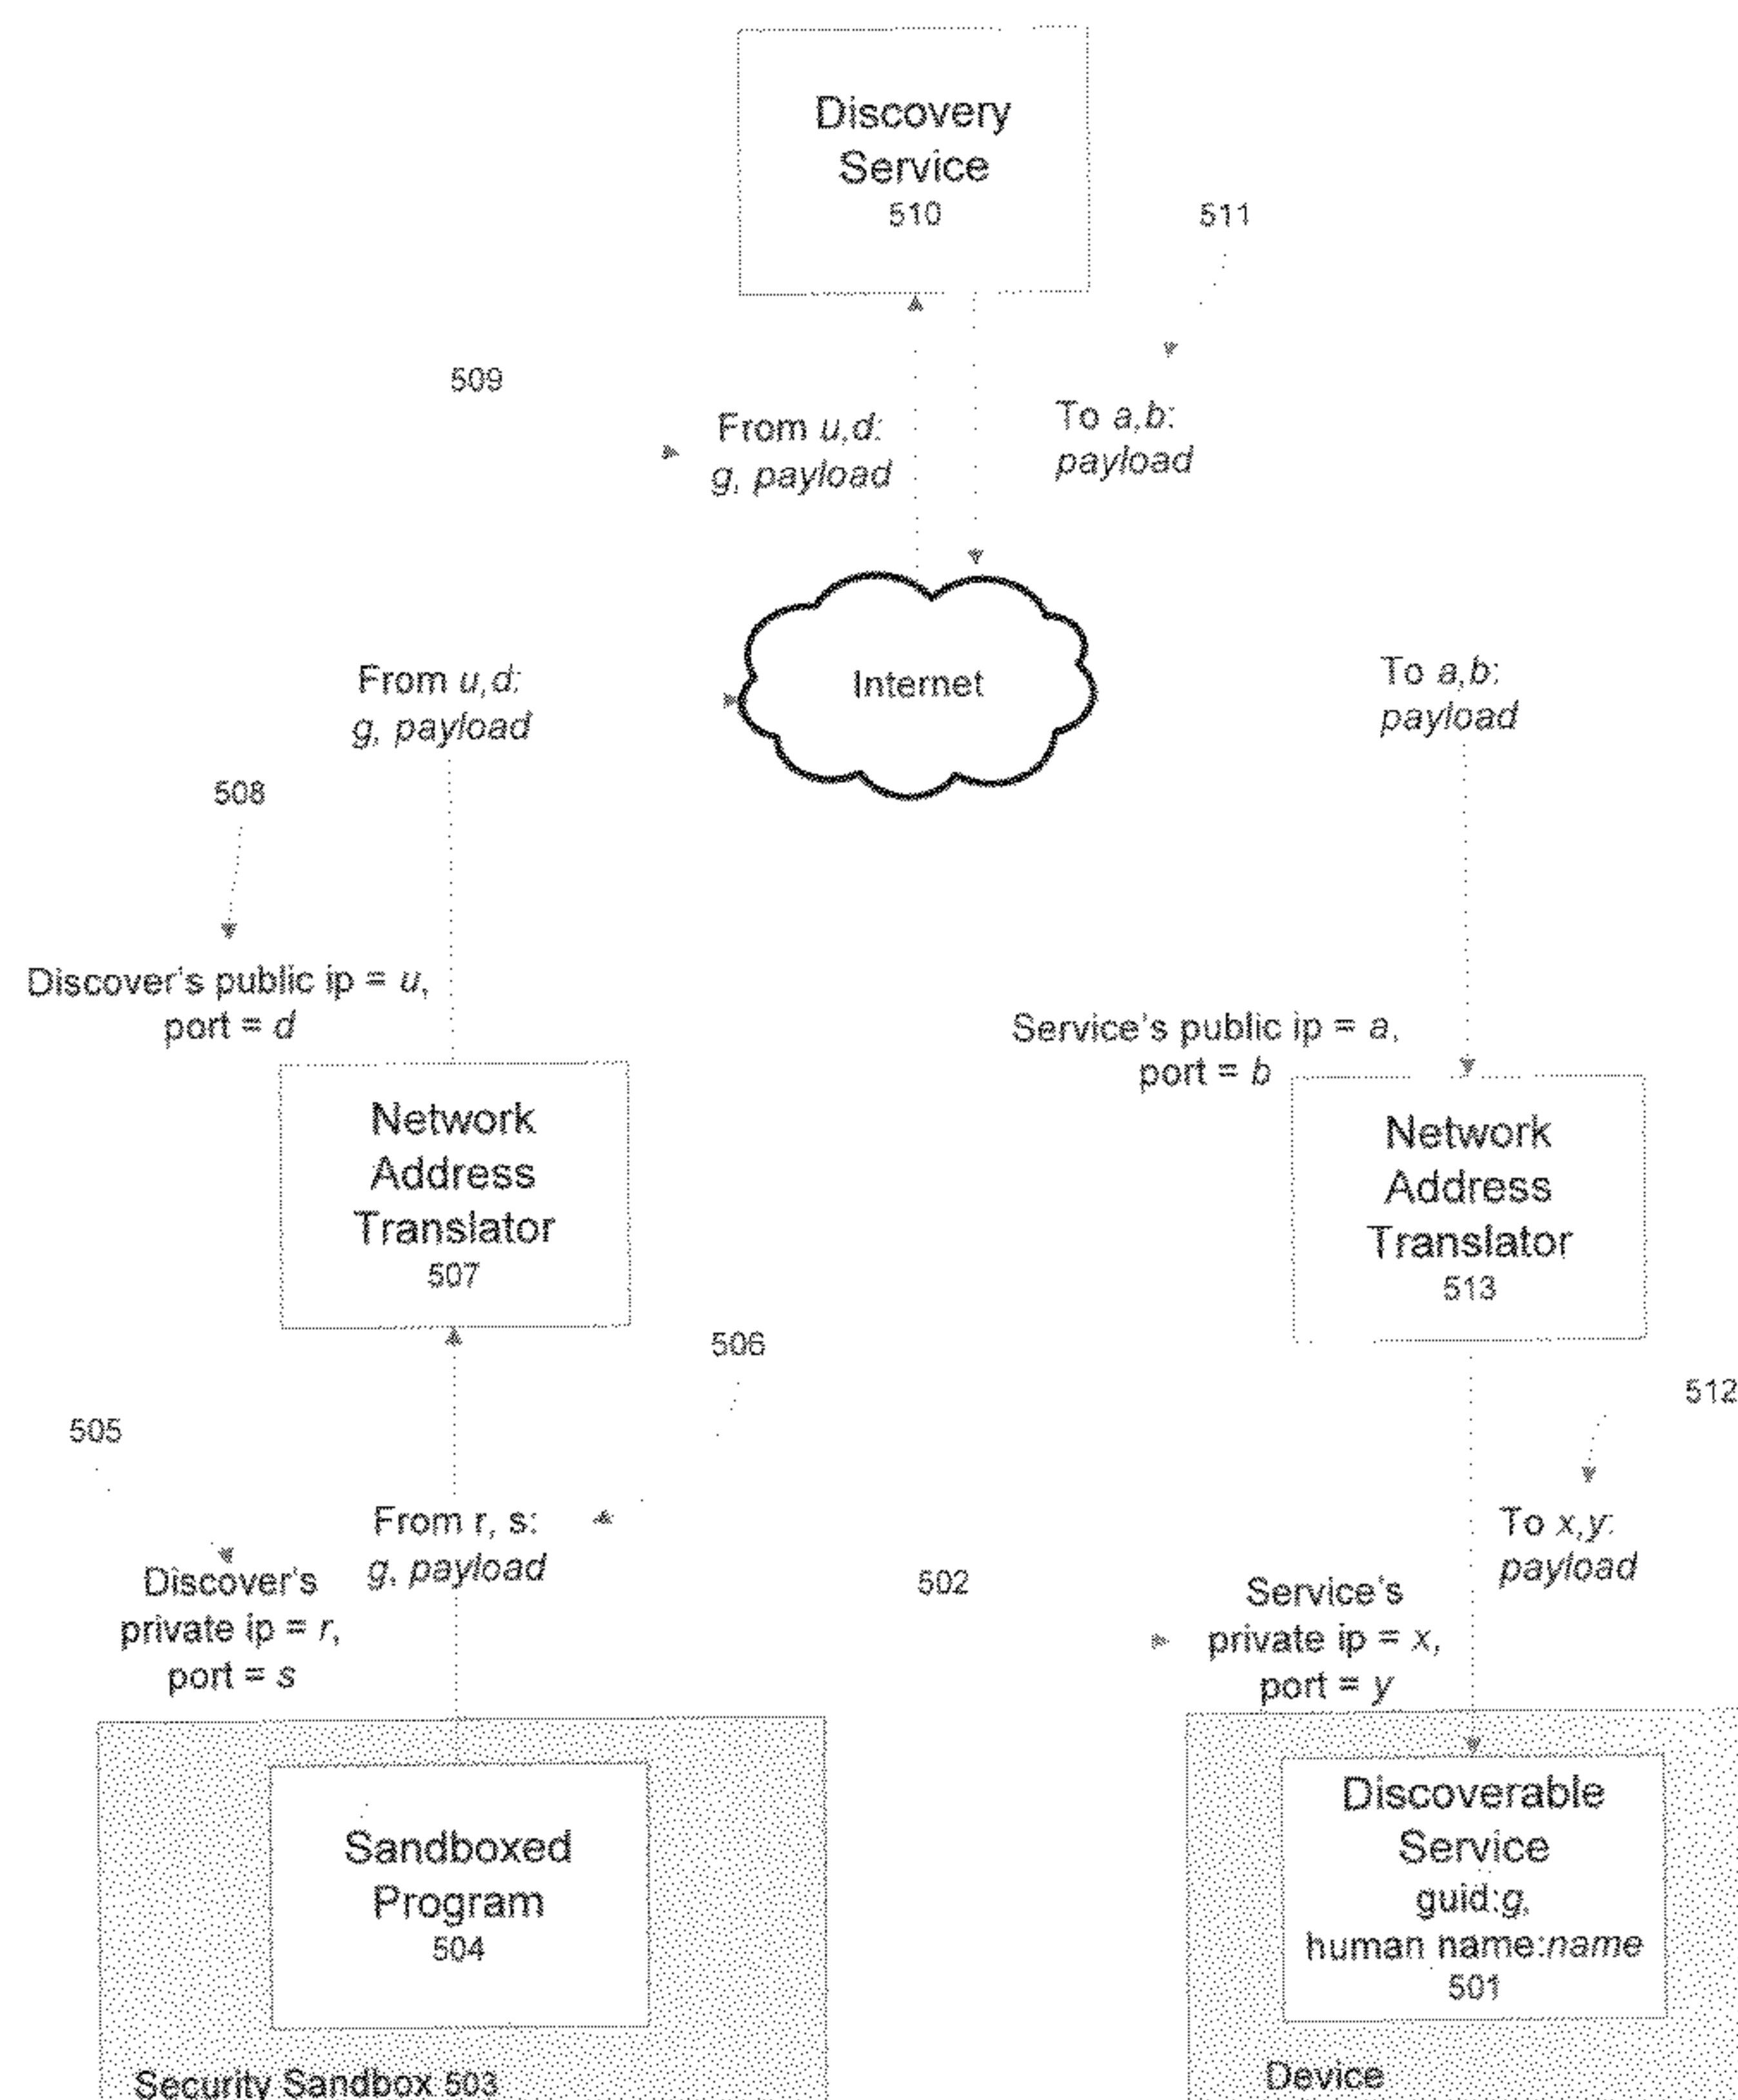 Discovery
Service
510
511
509
From u,d:
g, payload
To a,b:
payload
Internet
From u,d:
g, payload
To a,b:
payload
508
Discover's public ip = u,
port = d
Service's public ip = a,
port = b
Network
Address
Translator
507
Network
Address
Translator
513
506
512
505
From r, s:
g, payload
To x,y:
payload
Discover's
private ip = r,
port = s
502
Service's
private ip = x,
port = y
Sandboxed
Program
504
Discoverable
Service
guid:g,
human name:name
501
Security Sandbox 503
Device